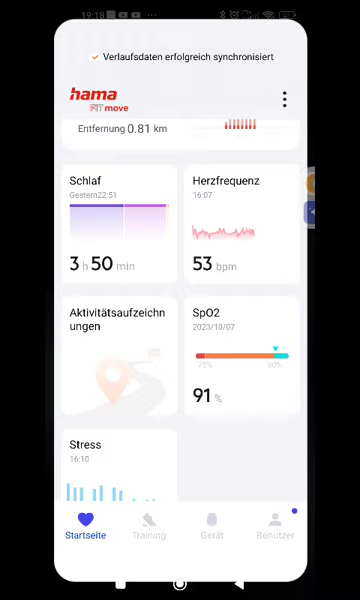 19:18
Verlaufsdaten erfolgreich synchronisiert
hama
FIT move
Entfernung 0.81 km
Schlaf
Gestern22:51
3 h 50 min
Herzfrequenz
16:07
53 bpm
Aktivitätsaufzeichn
ungen
SpO2
2023/10/07
75%
90%
91 %
Stress
16:10
Startseite
Training
Gerät
Benutzer